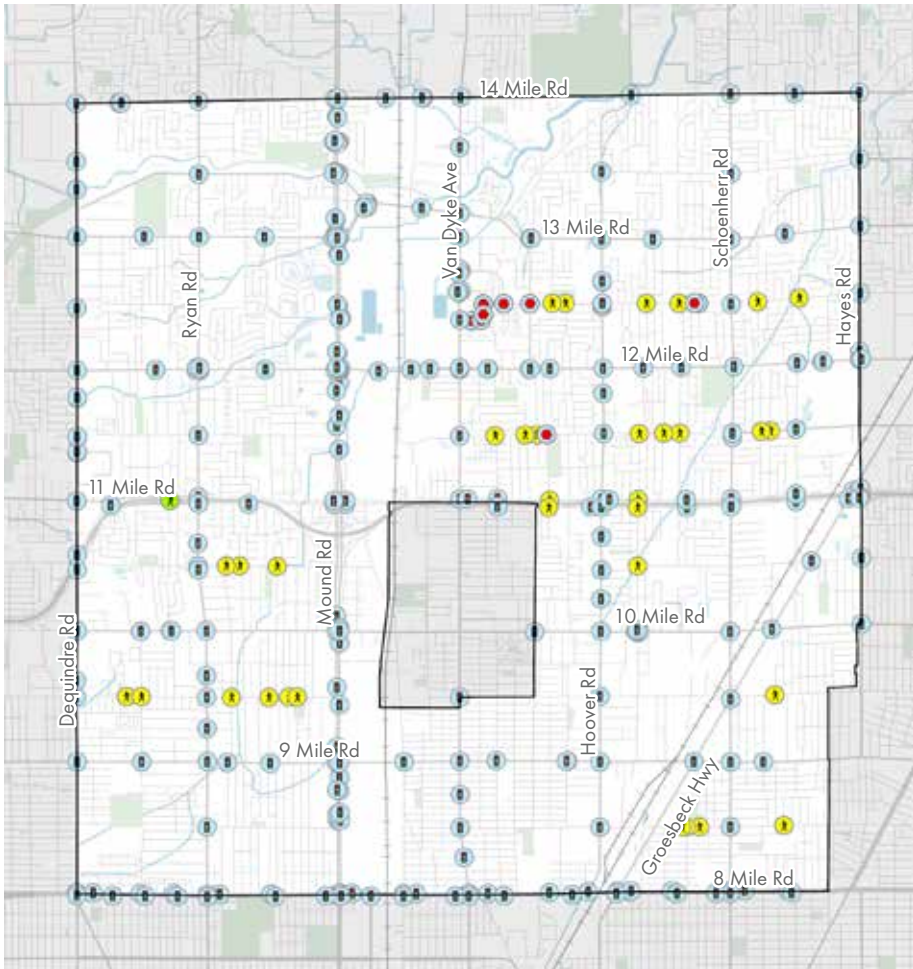 14 Mile Rd
Van Dyke Ave
Schoenherr Rd
13 Mile Rd
Ryan Rd
Hayes Rd
12 Mile Rd
11 Mile Rd
Mound Rd
10 Mile Rd
Dequindre Rd
Hoover Rd
9 Mile Rd
Groesbeck Hwy
8 Mile Rd